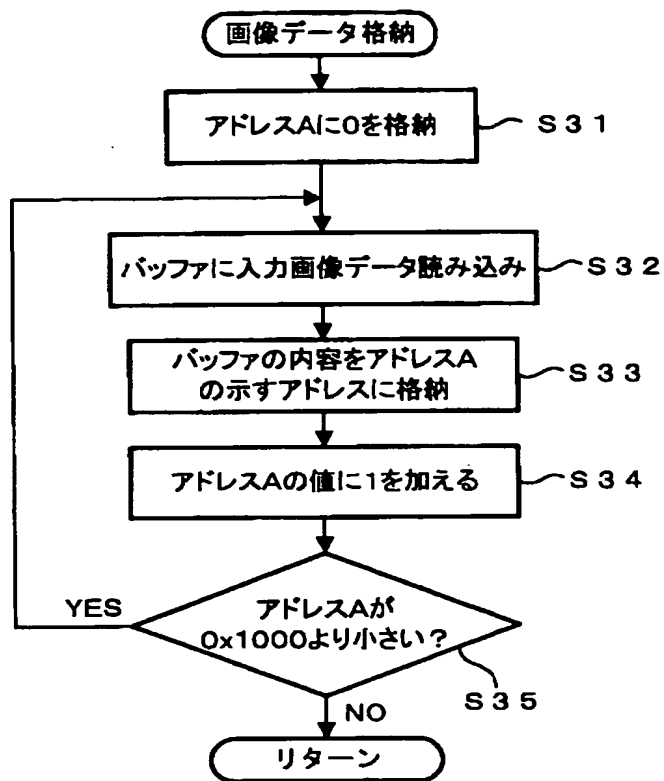 画像データ格納
アドレスAに0を格納
S31
バッファに入力画像データ読み込み
S32
バッファの内容をアドレスA
の示すアドレスに格納
S33
アドレスAの値に1を加える
S34
YES
アドレスAが
0x1000より小さい?
S35
NO
リターン